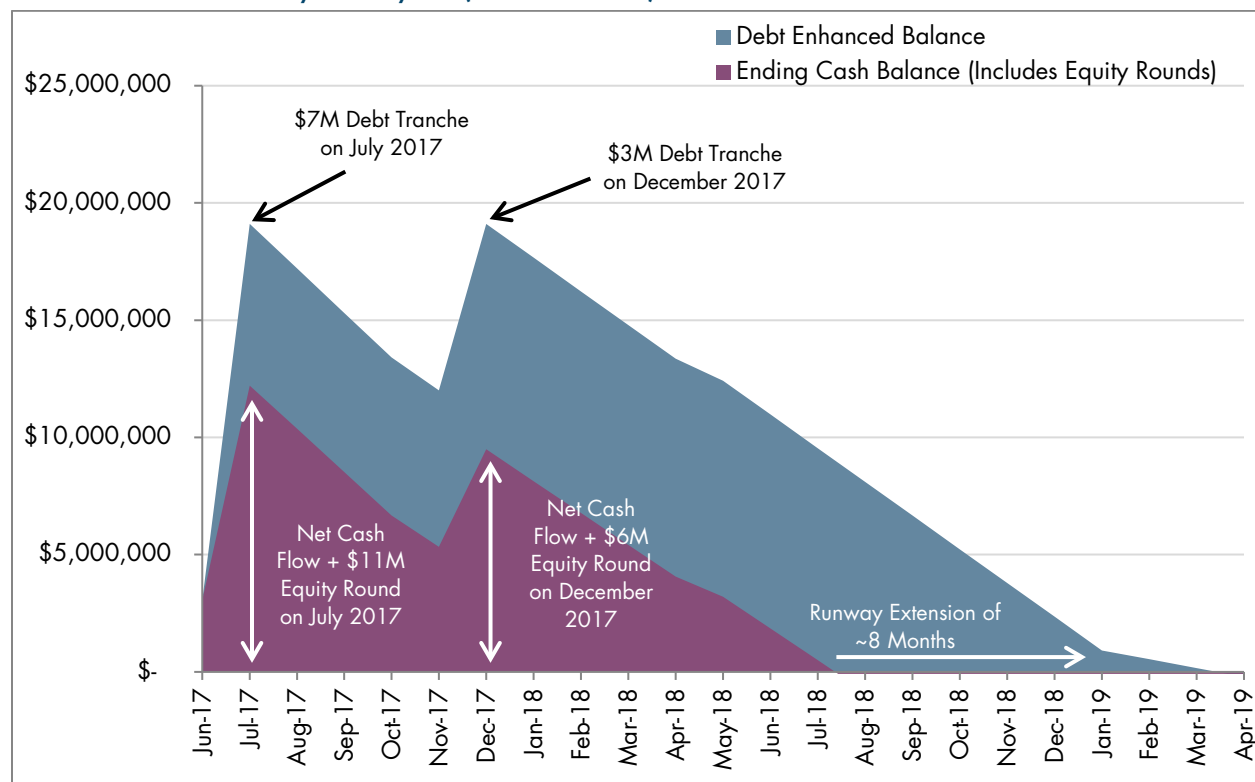 Debt Enhanced Balance
Ending Cash Balance (Includes Equity Rounds)
$25,000,000
$20,000,000
$15,000,000
$10,000,000
$5,000,000
$-
$7M Debt Tranche
on July 2017
$3M Debt Tranche
on December 2017
Net Cash
Flow + $11M
Equity Round
on July 2017
Net Cash
Flow + $6M
Equity Round
on December
2017
Runway Extension of
~8 Months
Jun-17
Jul-17
Aug-17
Sep-17
Oct-17
Nov-17
Dec-17
Jan-18
Feb-18
Mar-18
Apr-18
May-18
Jun-18
Jul-18
Aug-18
Sep-18
Oct-18
Nov-18
Dec-18
Jan-19
Feb-19
Mar-19
Apr-19